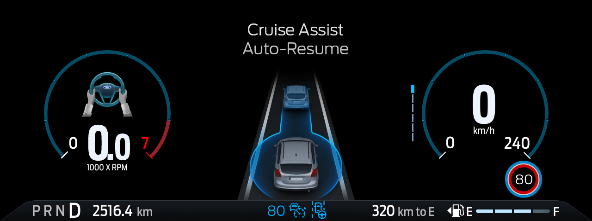 Cruise Assist
Auto-Resume
0 0.0 7
1000 X RPM
0
km/h
0 240
80
P R N D 2516.4 km 80 320 km to E E F